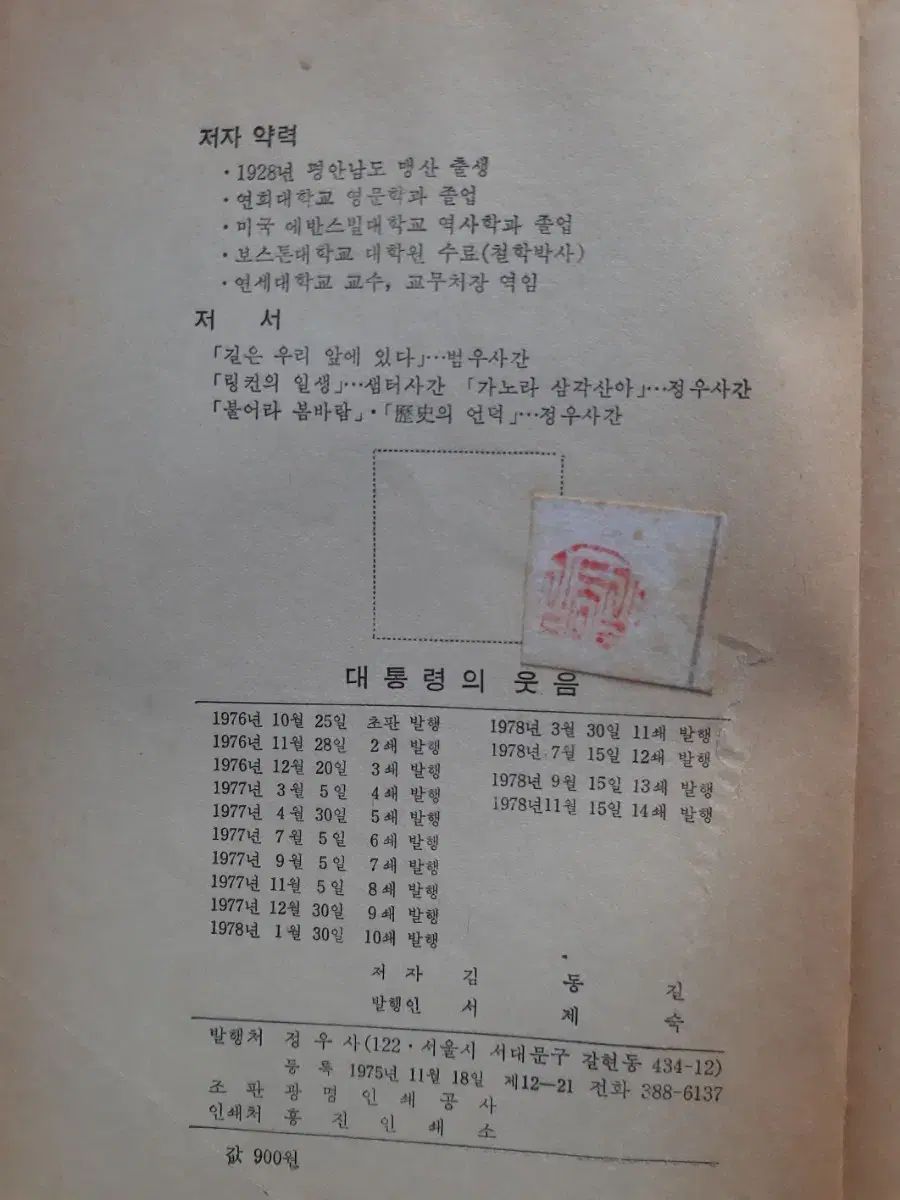 저자 약력
·1928년 평안남도 맹산 출생
·연희대학교 영문학과 졸업
·미국 에반스빌대학교 역사학과 졸업
·보스톤대학교 대학원 수료(철학박사)
·연세대학교 교수, 교무처장 역임
저 서
「길은 우리 앞에 있다」…범우사간
「링컨의 일생」…샘터사간 「가노라 삼각산아」…정우사간
「불어라 봄바람」·「歷史의 언덕」…정우사간
대통령의 웃음
1976년 10월 25일 초판 발행
1976년 11월 28일 2쇄 발행
1976년 12월 20일 3쇄 발행
1977년 3월 5일 4쇄 발행
1977년 4월 30일 5쇄 발행
1977년 7월 5일 6쇄 발행
1977년 9월 5일 7쇄 발행
1977년 11월 5일 8쇄 발행
1977년 12월 30일 9쇄 발행
1978년 1월 30일 10쇄 발행
1978년 3월 30일 11쇄 발행
1978년 7월 15일 12쇄 발행
1978년 9월 15일 13쇄 발행
1978년11월 15일 14쇄 발행
저 자 김 동 길
발행인 서 제 숙
발행처 정 우 사(122·서울시 서대문구 갈현동 434-12)
등 록 1975년 11월 18일 제12—21 전화 388-6137
조 판 광 명 인 쇄 공 사
인쇄처 흥 진 인 쇄 소
값 900원